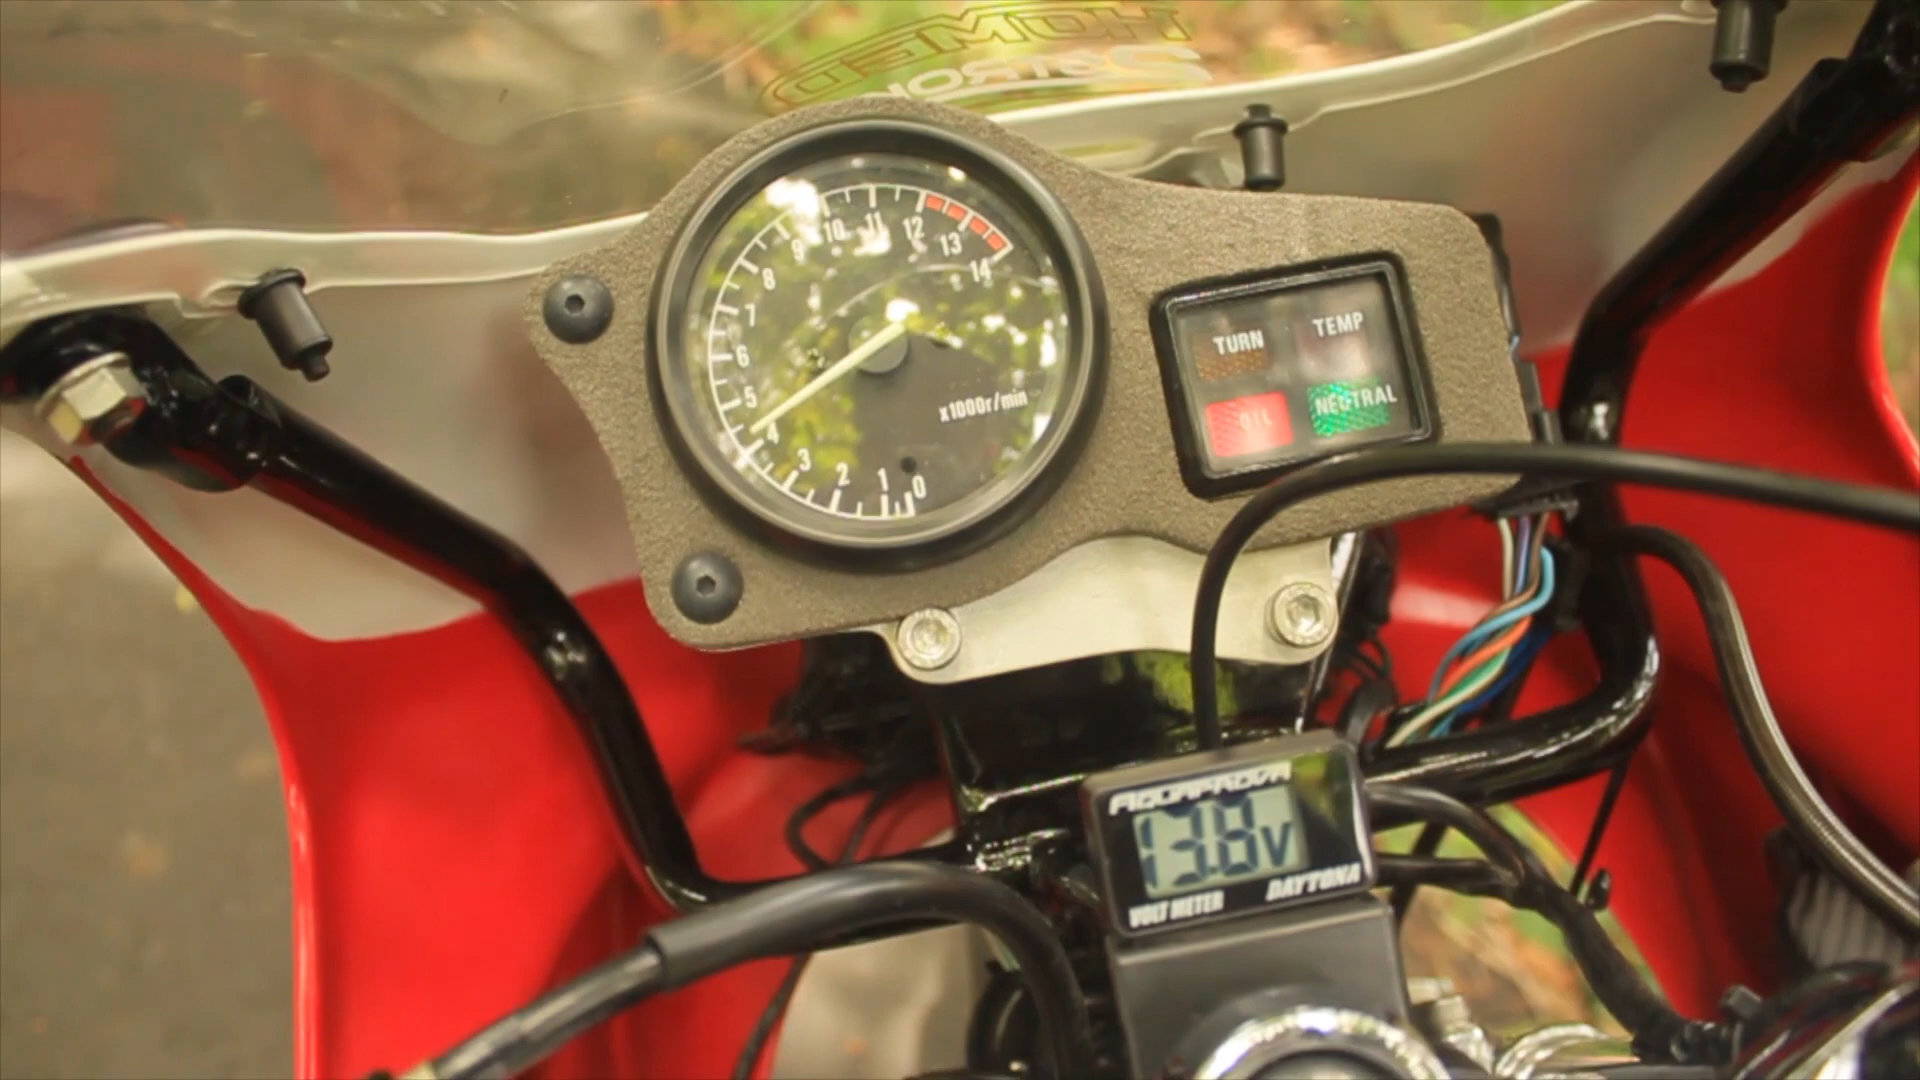 14
13
12
11
10
9
8
7
6
5
4
3
2
1
0
x1000r/min
TURN
TEMP
OIL
NEUTRAL
AQUAPROVA
13.8V
VOLT METER
DAYTONA